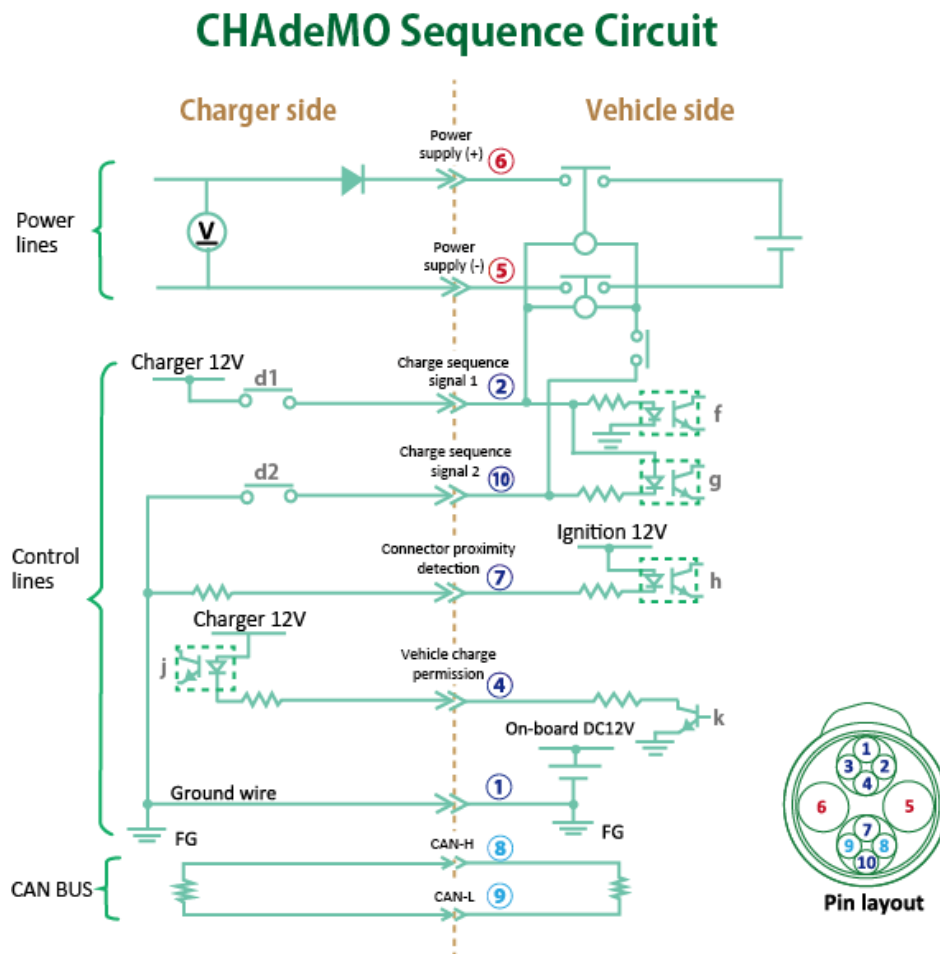 CHAdeMO Sequence Circuit
Charger side
Vehicle side
Power
supply (+)
6
Power
lines
V
Power
supply (-)
5
Charger 12V
d1
Charge sequence
signal 1
2
f
d2
Charge sequence
signal 2
10
g
Control
lines
Ignition 12V
Connector proximity
detection
7
h
Charger 12V
j
Vehicle charge
permission
4
k
On-board DC12V
Ground wire
1
FG
FG
CAN BUS
CAN-H
8
CAN-L
9
1
3
2
4
6
5
7
9
8
10
Pin layout